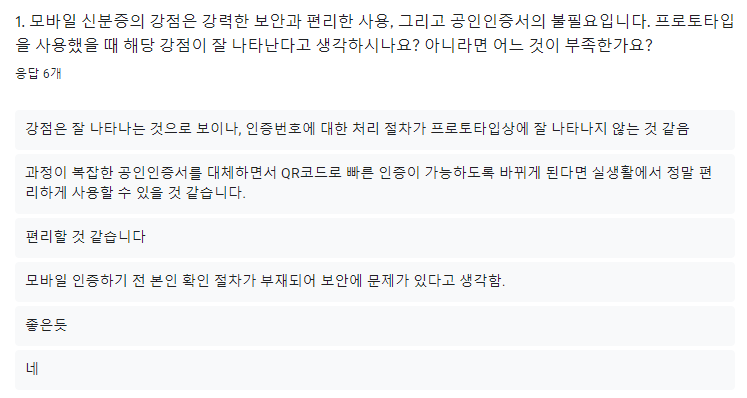 1. 모바일 신분증의 강점은 강력한 보안과 편리한 사용, 그리고 공인인증서의 불필요입니다. 프로토타입
을 사용했을 때 해당 강점이 잘 나타난다고 생각하시나요? 아니라면 어느 것이 부족한가요?
응답 6개
강점은 잘 나타나는 것으로 보이나, 인증번호에 대한 처리 절차가 프로토타입상에 잘 나타나지 않는 것 같음
과정이 복잡한 공인인증서를 대체하면서 QR코드로 빠른 인증이 가능하도록 바뀌게 된다면 실생활에서 정말 편
리하게 사용할 수 있을 것 같습니다.
편리할 것 같습니다
모바일 인증하기 전 본인 확인 절차가 부재되어 보안에 문제가 있다고 생각함.
좋은듯
네